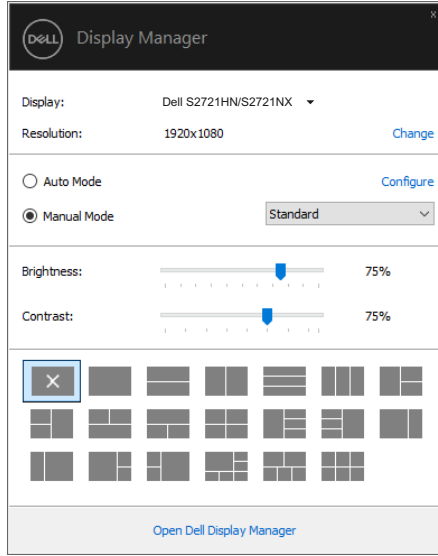 x
DELL Display Manager
Display: Dell S2721HN/S2721NX
Resolution: 1920x1080 Change
Auto Mode Configure
Manual Mode Standard
Brightness: 75%
Contrast: 75%
Open Dell Display Manager